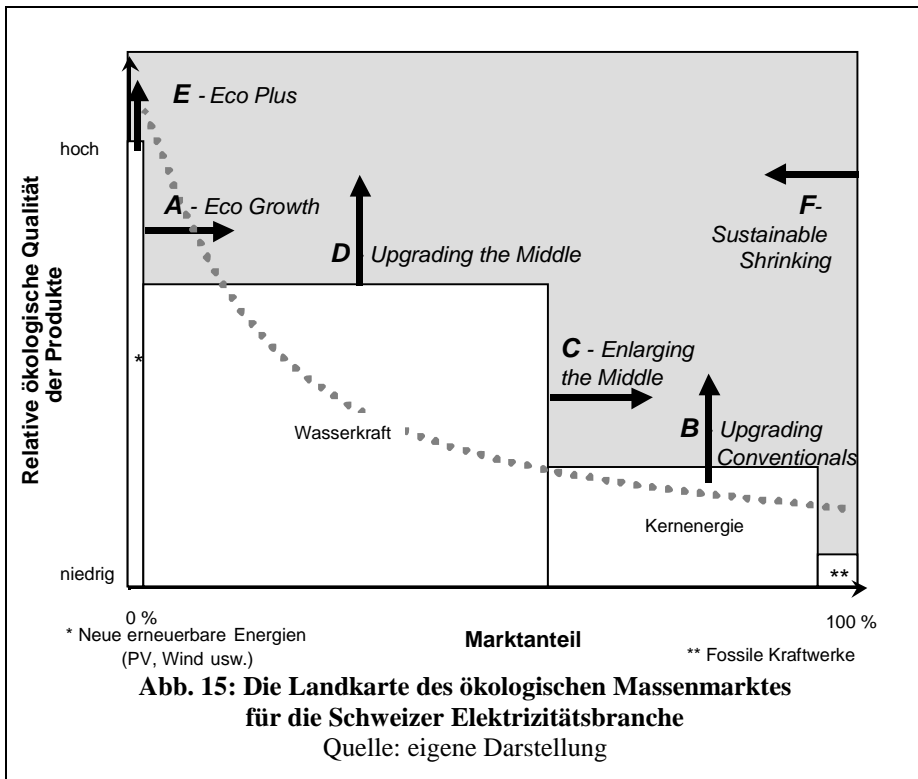 E - Eco Plus
hoch
A - Eco Growth
F-
Sustainable
Shrinking
D - Upgrading the Middle
Relative ökologische Qualität
der Produkte
*
C - Enlarging
the Middle
Wasserkraft
B - Upgrading
Conventionals
Kernenergie
niedrig
**
0 %
100 %
* Neue erneuerbare Energien
(PV, Wind usw.)
Marktanteil
** Fossile Kraftwerke
Abb. 15: Die Landkarte des ökologischen Massenmarktes
für die Schweizer Elektrizitätsbranche
Quelle: eigene Darstellung